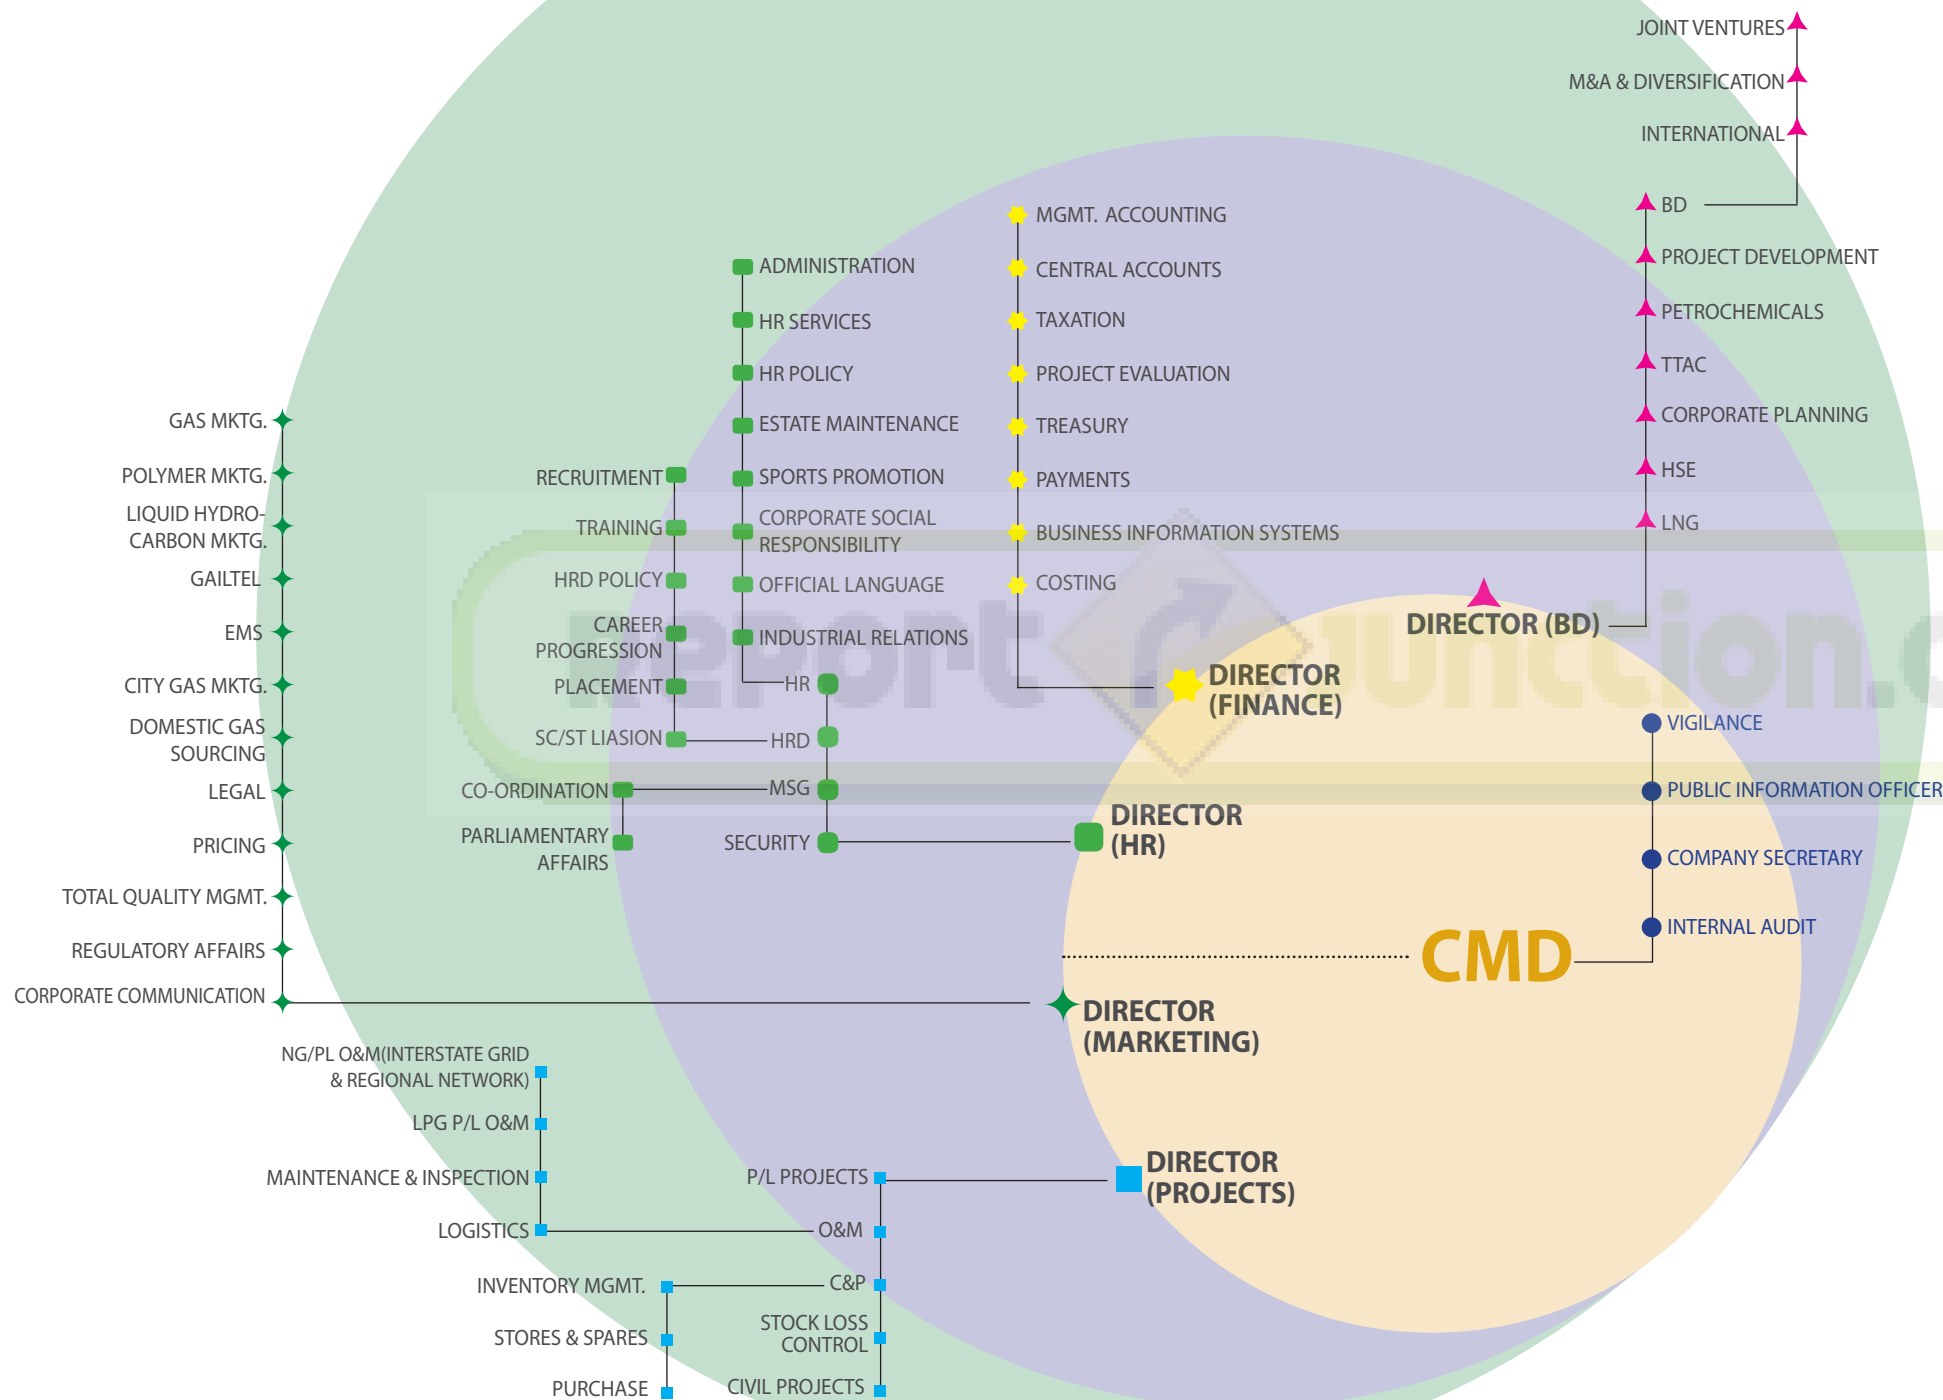 JOINT VENTURES
M&A & DIVERSIFICATION
INTERNATIONAL
BD
PROJECT DEVELOPMENT
PETROCHEMICALS
TTAC
CORPORATE PLANNING
HSE
LNG
DIRECTOR (BD)
MGMT. ACCOUNTING
CENTRAL ACCOUNTS
TAXATION
PROJECT EVALUATION
TREASURY
PAYMENTS
BUSINESS INFORMATION SYSTEMS
COSTING
DIRECTOR
(FINANCE)
ADMINISTRATION
HR SERVICES
HR POLICY
ESTATE MAINTENANCE
SPORTS PROMOTION
CORPORATE SOCIAL
RESPONSIBILITY
OFFICIAL LANGUAGE
INDUSTRIAL RELATIONS
HR
HRD
MSG
SECURITY
RECRUITMENT
TRAINING
HRD POLICY
CAREER
PROGRESSION
PLACEMENT
SC/ST LIASION
CO-ORDINATION
PARLIAMENTARY
AFFAIRS
DIRECTOR
(HR)
GAS MKTG.
POLYMER MKTG.
LIQUID HYDRO-
CARBON MKTG.
GAILTEL
EMS
CITY GAS MKTG.
DOMESTIC GAS
SOURCING
LEGAL
PRICING
TOTAL QUALITY MGMT.
REGULATORY AFFAIRS
CORPORATE COMMUNICATION
DIRECTOR
(MARKETING)
VIGILANCE
PUBLIC INFORMATION OFFICER
COMPANY SECRETARY
INTERNAL AUDIT
CMD
NG/PL O&M(INTERSTATE GRID
& REGIONAL NETWORK)
LPG P/L O&M
MAINTENANCE & INSPECTION
LOGISTICS
P/L PROJECTS
O&M
C&P
STOCK LOSS
CONTROL
CIVIL PROJECTS
INVENTORY MGMT.
STORES & SPARES
PURCHASE
DIRECTOR
(PROJECTS)
Report Junction.c